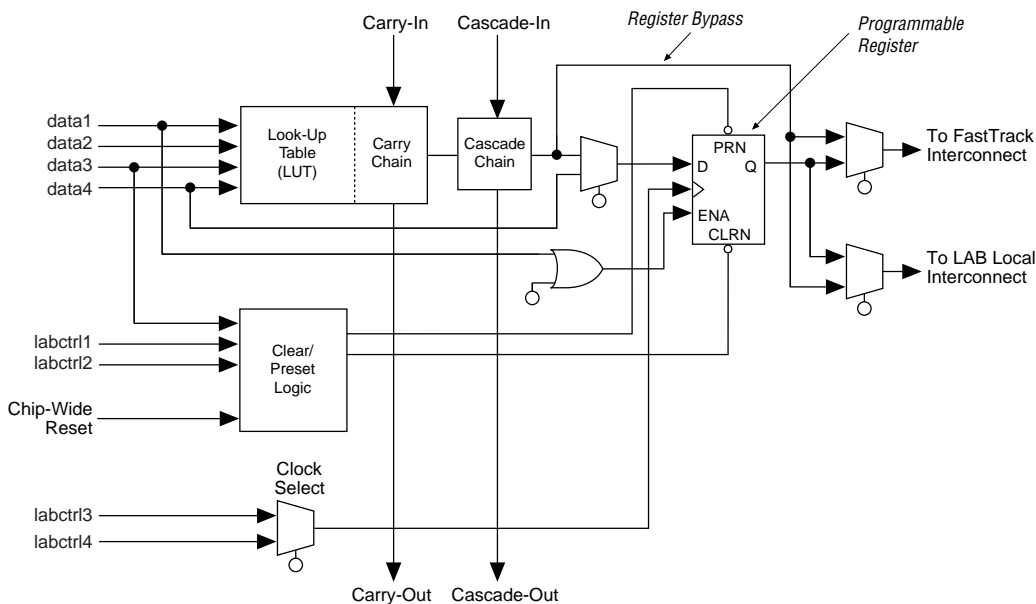 Carry-In
Cascade-In
Register Bypass
Programmable
Register
data1
data2
data3
data4
Look-Up
Table
(LUT)
Carry
Chain
Cascade
Chain
PRN
D
Q
ENA
CLRN
To FastTrack
Interconnect
To LAB Local
Interconnect
labctrl1
labctrl2
Clear/
Preset
Logic
Chip-Wide
Reset
Clock
Select
labctrl3
labctrl4
Carry-Out
Cascade-Out